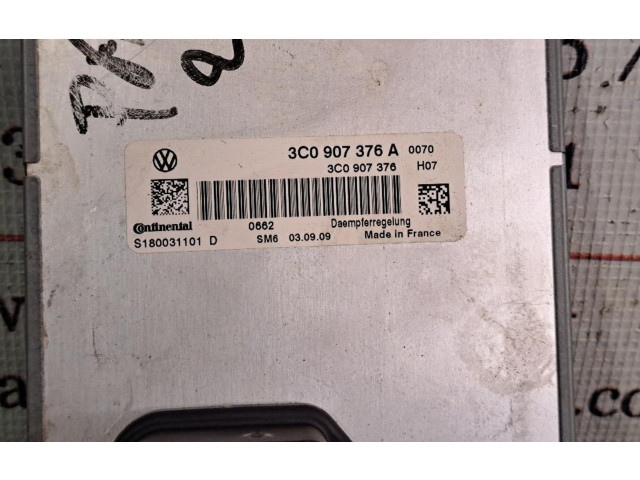 3C0 907 376 A 0070
3C0 907 376 H07
Continental 0662 Daempferregelung
S180031101 D SM6 03.09.09 Made in France